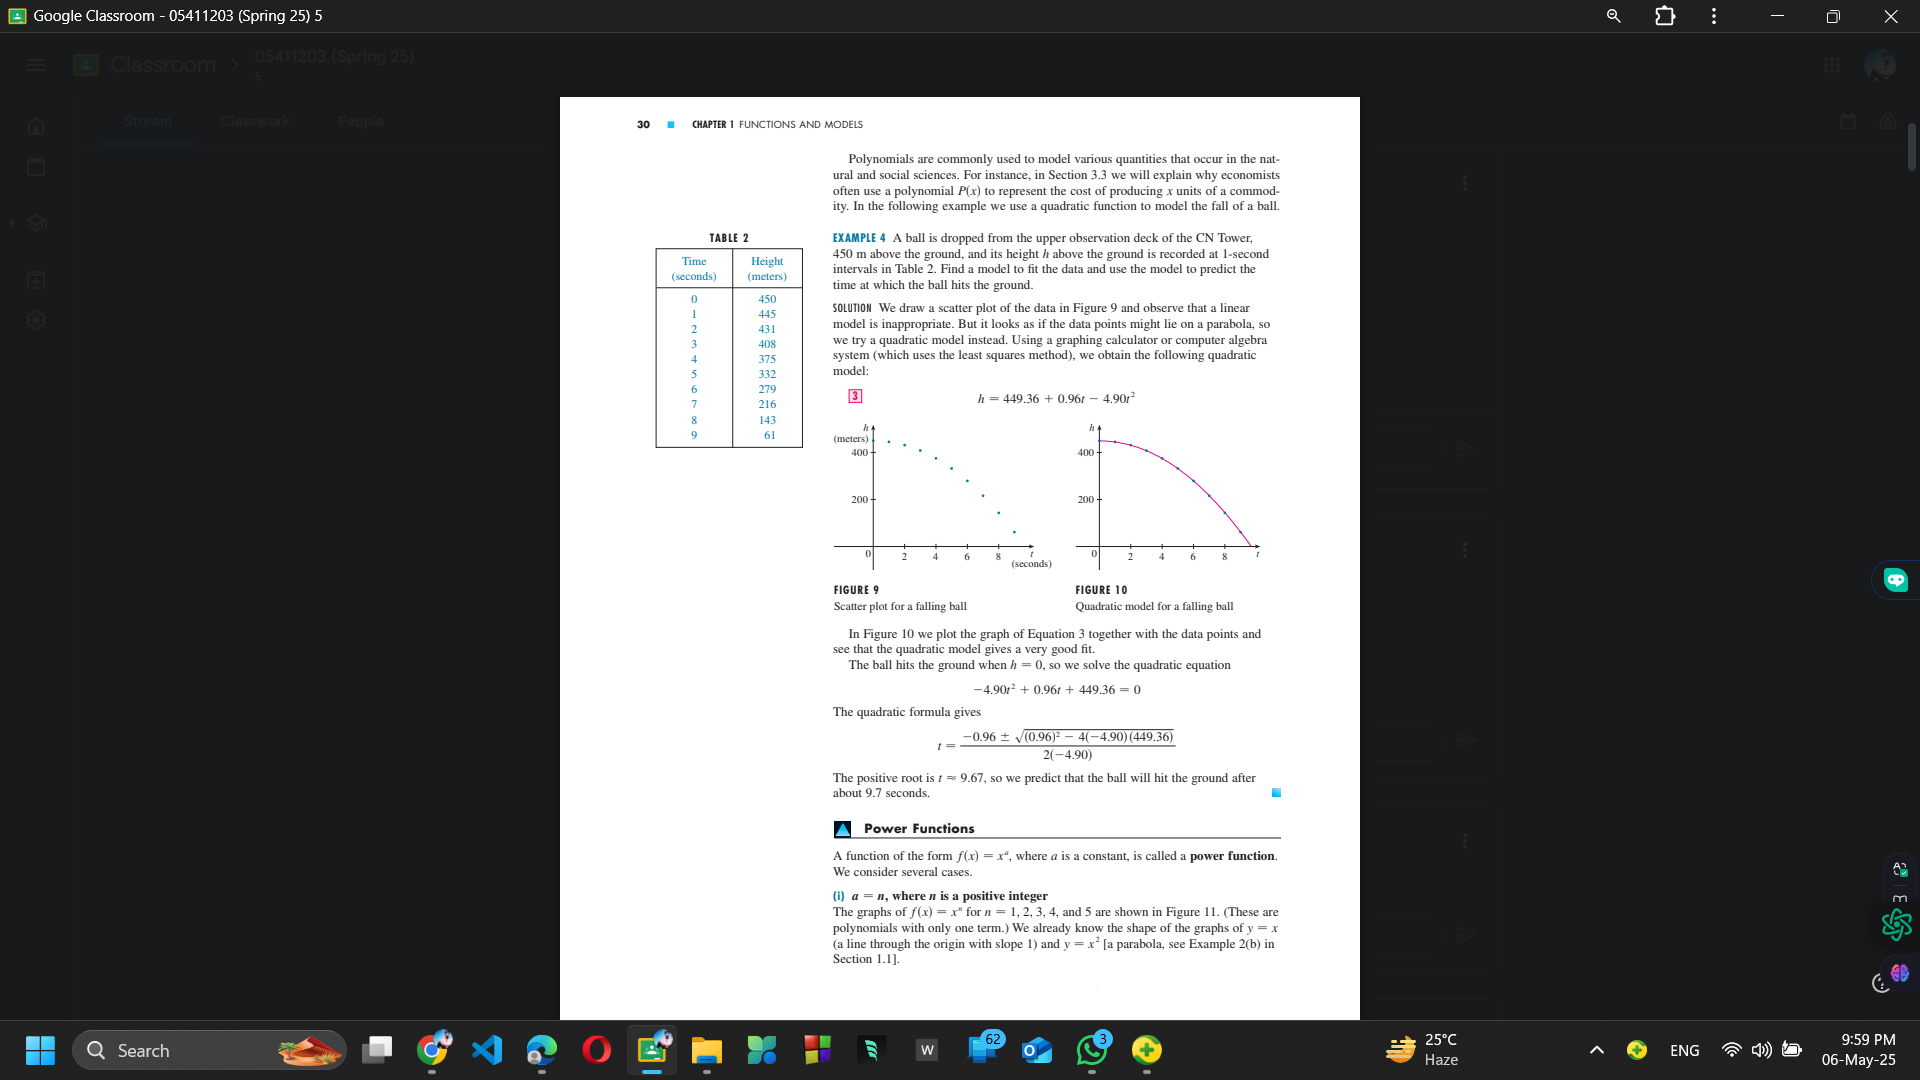 Google Classroom - 05411203 (Spring 25) 5
Classroom
05411203 (Spring 25)
5
Stream
Classwork
People
30 CHAPTER 1 FUNCTIONS AND MODELS
Polynomials are commonly used to model various quantities that occur in the nat-
ural and social sciences. For instance, in Section 3.3 we will explain why economists
often use a polynomial P(x) to represent the cost of producing x units of a commod-
ity. In the following example we use a quadratic function to model the fall of a ball.
TABLE 2
Time (seconds) Height (meters)
0 450
1 445
2 431
3 408
4 375
5 332
6 279
7 216
8 143
9 61
EXAMPLE 4 A ball is dropped from the upper observation deck of the CN Tower,
450 m above the ground, and its height h above the ground is recorded at 1-second
intervals in Table 2. Find a model to fit the data and use the model to predict the
time at which the ball hits the ground.
SOLUTION We draw a scatter plot of the data in Figure 9 and observe that a linear
model is inappropriate. But it looks as if the data points might lie on a parabola, so
we try a quadratic model instead. Using a graphing calculator or computer algebra
system (which uses the least squares method), we obtain the following quadratic
model:
3 h = 449.36 + 0.96t − 4.90t²
h
(meters)
400
200
0 2 4 6 8 t
(seconds)
h
400
200
0 2 4 6 8 t
FIGURE 9
Scatter plot for a falling ball
FIGURE 10
Quadratic model for a falling ball
In Figure 10 we plot the graph of Equation 3 together with the data points and
see that the quadratic model gives a very good fit.
The ball hits the ground when h = 0, so we solve the quadratic equation
−4.90t² + 0.96t + 449.36 = 0
The quadratic formula gives
t = −0.96 ± √(0.96)² − 4(−4.90)(449.36)
2(−4.90)
The positive root is t ≈ 9.67, so we predict that the ball will hit the ground after
about 9.7 seconds.
Power Functions
A function of the form f(x) = xᵃ, where a is a constant, is called a power function.
We consider several cases.
(i) a = n, where n is a positive integer
The graphs of f(x) = xⁿ for n = 1, 2, 3, 4, and 5 are shown in Figure 11. (These are
polynomials with only one term.) We already know the shape of the graphs of y = x
(a line through the origin with slope 1) and y = x² [a parabola, see Example 2(b) in
Section 1.1].
Search
W
62
3
25°C
Haze
ENG
9:59 PM
06-May-25